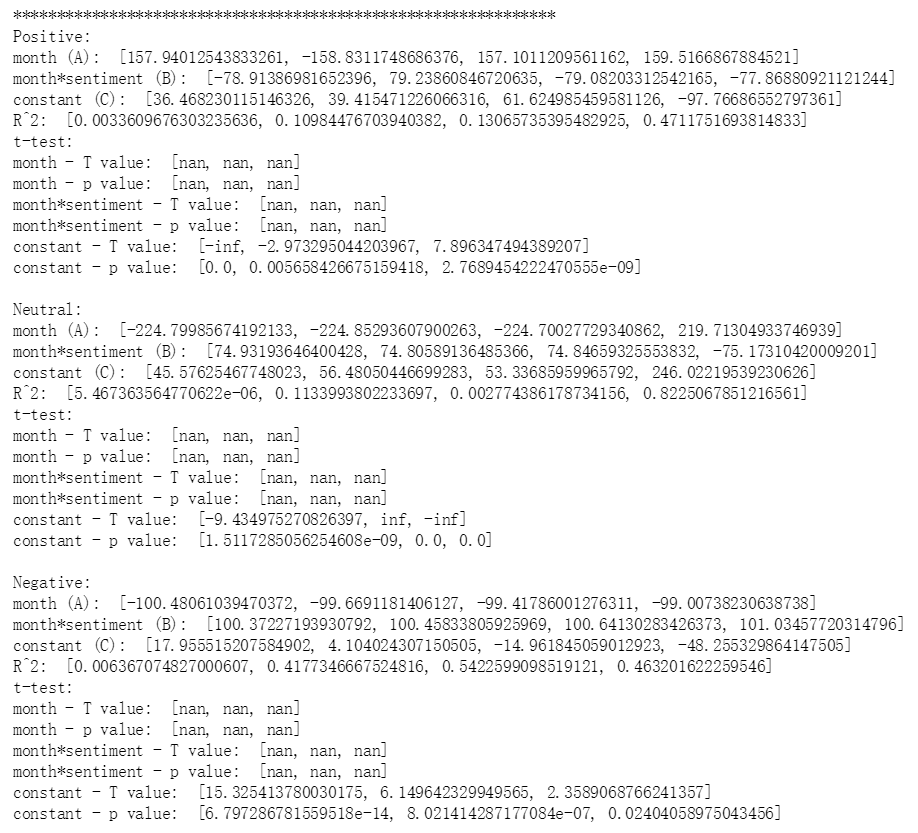 **************************************************************
Positive:
month (A):  [157.94012543833261, -158.8311748686376, 157.1011209561162, 159.5166867884521]
month*sentiment (B):  [-78.91386981652396, 79.23860846720635, -79.08203312542165, -77.86880921121244]
constant (C):  [36.468230115146326, 39.415471226066316, 61.624985459581126, -97.76686552797361]
R^2:  [0.0033609676303235636, 0.10984476703940382, 0.13065735395482925, 0.4711751693814833]
t-test:
month - T value:  [nan, nan, nan]
month - p value:  [nan, nan, nan]
month*sentiment - T value:  [nan, nan, nan]
month*sentiment - p value:  [nan, nan, nan]
constant - T value:  [-inf, -2.973295044203967, 7.896347494389207]
constant - p value:  [0.0, 0.005658426675159418, 2.7689454222470555e-09]
Neutral:
month (A):  [-224.79985674192133, -224.85293607900263, -224.70027729340862, 219.71304933746939]
month*sentiment (B):  [74.93193646400428, 74.80589136485366, 74.84659325553832, -75.17310420009201]
constant (C):  [45.57625467748023, 56.48050446699283, 53.33685959965792, 246.02219539230626]
R^2:  [5.467363564770622e-06, 0.1133993802233697, 0.002774386178734156, 0.8225067851216561]
t-test:
month - T value:  [nan, nan, nan]
month - p value:  [nan, nan, nan]
month*sentiment - T value:  [nan, nan, nan]
month*sentiment - p value:  [nan, nan, nan]
constant - T value:  [-9.434975270826397, inf, -inf]
constant - p value:  [1.5117285056254608e-09, 0.0, 0.0]
Negative:
month (A):  [-100.48061039470372, -99.6691181406127, -99.41786001276311, -99.00738230638738]
month*sentiment (B):  [100.37227193930792, 100.45833805925969, 100.64130283426373, 101.03457720314796]
constant (C):  [17.955515207584902, 4.104024307150505, -14.961845059012923, -48.255329864147505]
R^2:  [0.006367074827000607, 0.4177346667524816, 0.5422599098519121, 0.463201622259546]
t-test:
month - T value:  [nan, nan, nan]
month - p value:  [nan, nan, nan]
month*sentiment - T value:  [nan, nan, nan]
month*sentiment - p value:  [nan, nan, nan]
constant - T value:  [15.325413780030175, 6.149642329949565, 2.3589068766241357]
constant - p value:  [6.797286781559518e-14, 8.021414287177084e-07, 0.02404058975043456]